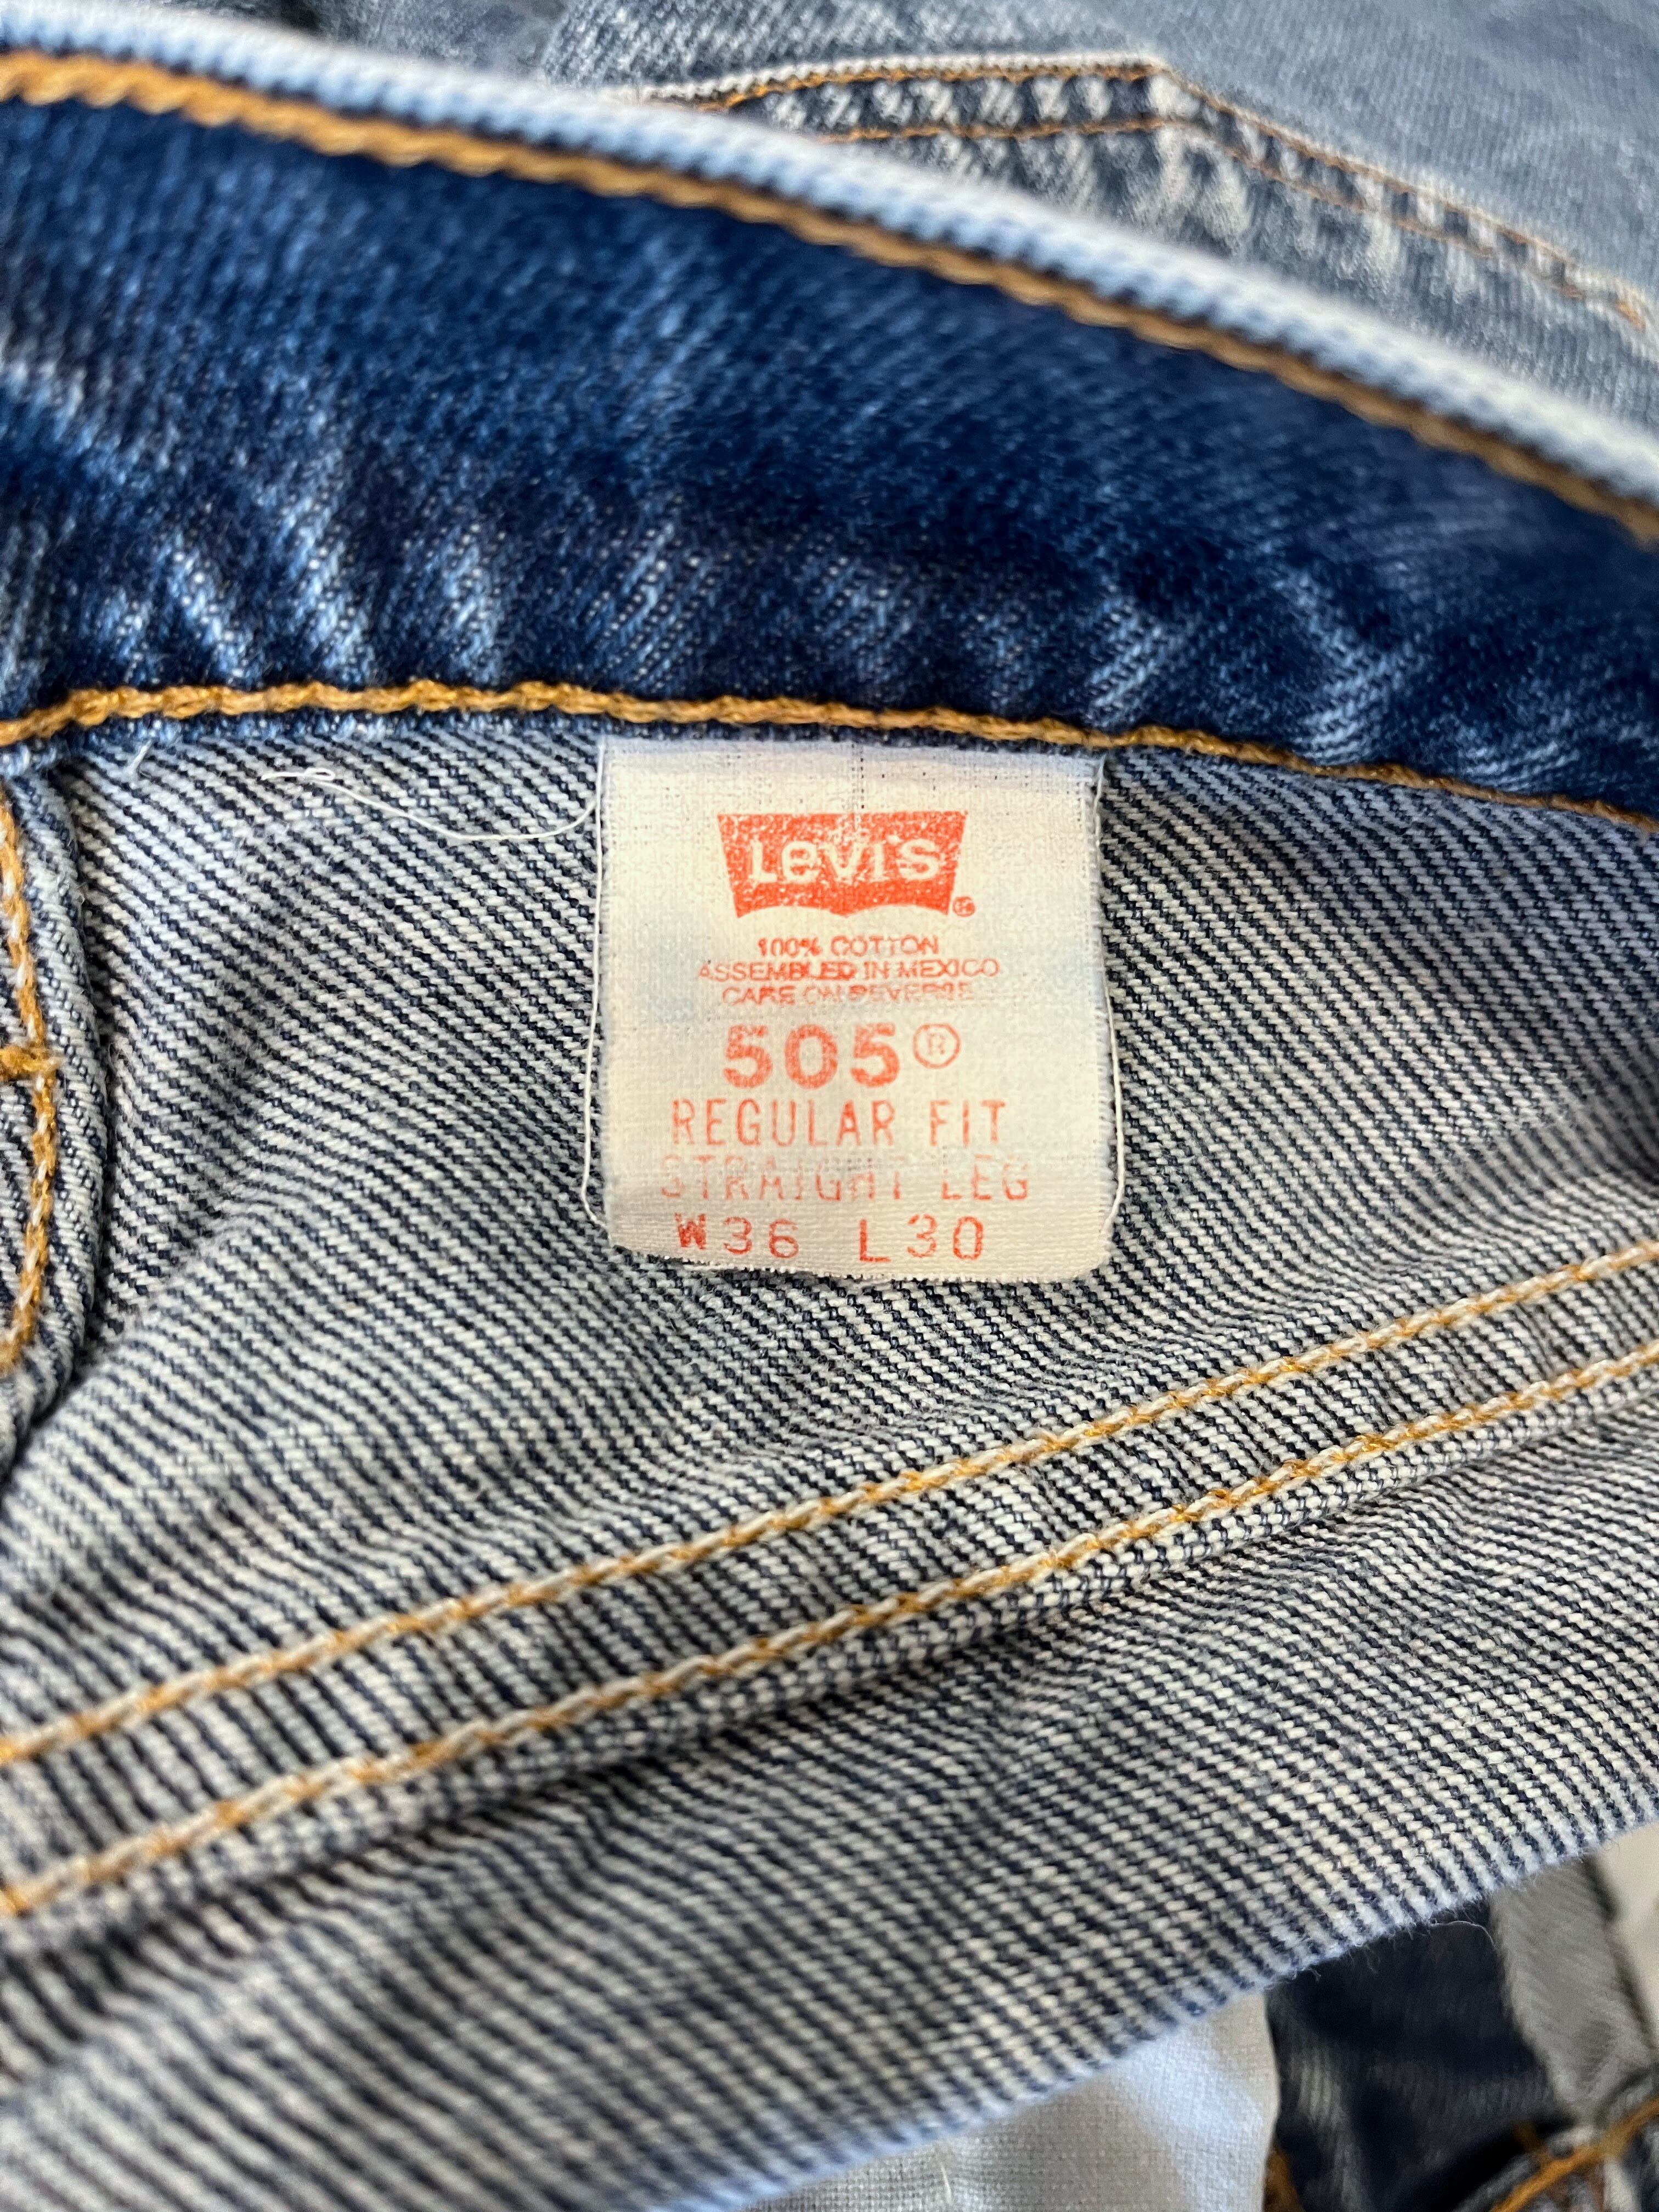 Levi's®
100% COTTON
ASSEMBLED IN MEXICO
CARE ON REVERSE
505®
REGULAR FIT
STRAIGHT LEG
W36 L30